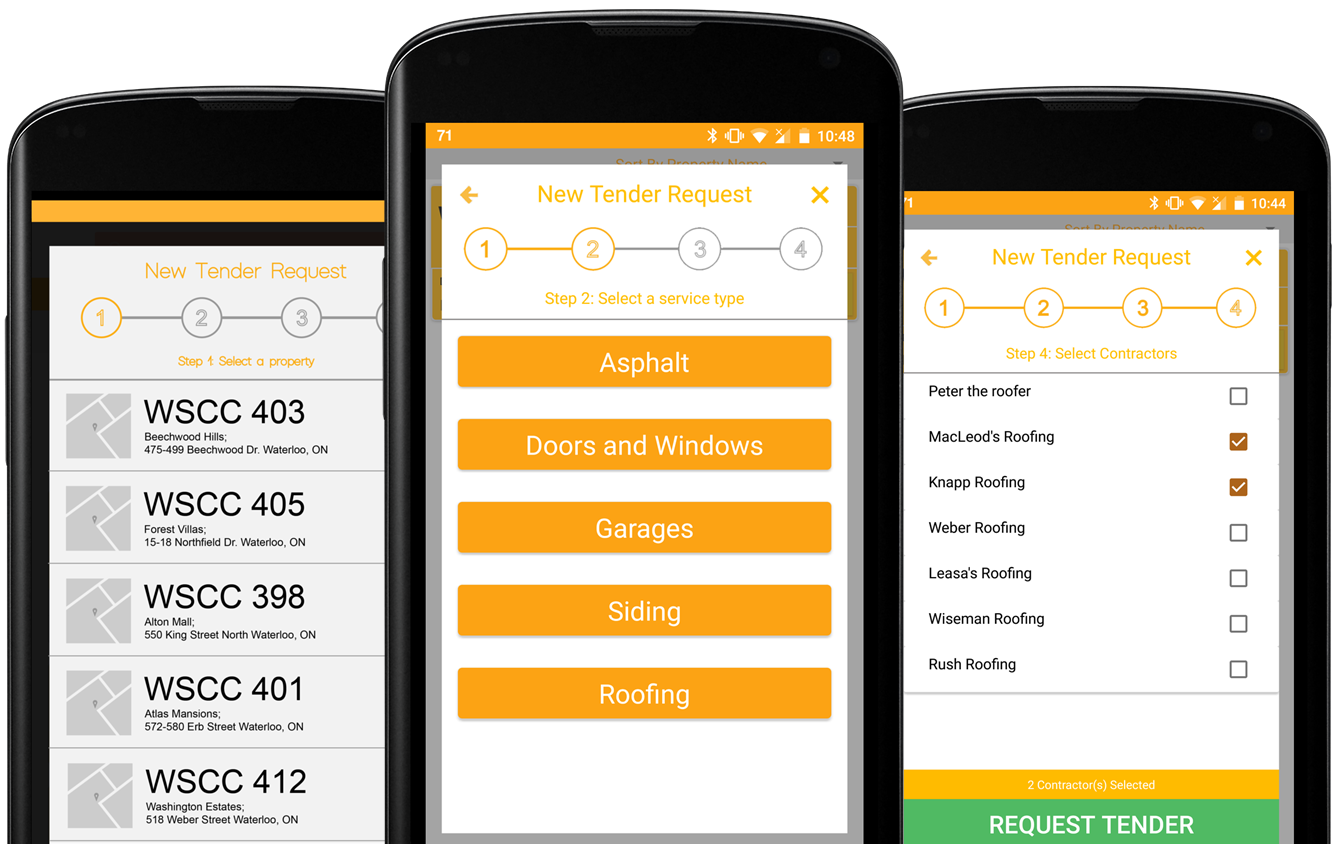 New Tender Request
1 2 3
Step 1: Select a property
WSCC 403
Beechwood Hills;
475-499 Beechwood Dr. Waterloo, ON
WSCC 405
Forest Villas;
15-18 Northfield Dr. Waterloo, ON
WSCC 398
Alton Mall;
550 King Street North Waterloo, ON
WSCC 401
Atlas Mansions;
572-580 Erb Street Waterloo, ON
WSCC 412
Washington Estates;
518 Weber Street Waterloo, ON
71 10:48
Sort By Property Name
New Tender Request
1 2 3 4
Step 2: Select a service type
Asphalt
Doors and Windows
Garages
Siding
Roofing
71 10:44
Sort By Property Name
New Tender Request
1 2 3 4
Step 4: Select Contractors
Peter the roofer
MacLeod's Roofing
Knapp Roofing
Weber Roofing
Leasa's Roofing
Wiseman Roofing
Rush Roofing
2 Contractor(s) Selected
REQUEST TENDER